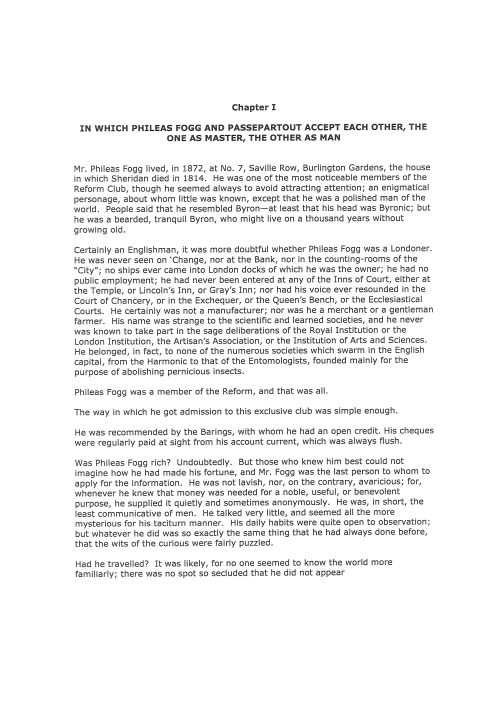 Chapter I
IN WHICH PHILEAS FOGG AND PASSEPARTOUT ACCEPT EACH OTHER, THE
ONE AS MASTER, THE OTHER AS MAN
Mr. Phileas Fogg lived, in 1872, at No. 7, Saville Row, Burlington Gardens, the house
in which Sheridan died in 1814.  He was one of the most noticeable members of the
Reform Club, though he seemed always to avoid attracting attention; an enigmatical
personage, about whom little was known, except that he was a polished man of the
world.  People said that he resembled Byron—at least that his head was Byronic; but
he was a bearded, tranquil Byron, who might live on a thousand years without
growing old.
Certainly an Englishman, it was more doubtful whether Phileas Fogg was a Londoner.
He was never seen on 'Change, nor at the Bank, nor in the counting-rooms of the
"City"; no ships ever came into London docks of which he was the owner; he had no
public employment; he had never been entered at any of the Inns of Court, either at
the Temple, or Lincoln's Inn, or Gray's Inn; nor had his voice ever resounded in the
Court of Chancery, or in the Exchequer, or the Queen's Bench, or the Ecclesiastical
Courts.  He certainly was not a manufacturer; nor was he a merchant or a gentleman
farmer.  His name was strange to the scientific and learned societies, and he never
was known to take part in the sage deliberations of the Royal Institution or the
London Institution, the Artisan's Association, or the Institution of Arts and Sciences.
He belonged, in fact, to none of the numerous societies which swarm in the English
capital, from the Harmonic to that of the Entomologists, founded mainly for the
purpose of abolishing pernicious insects.
Phileas Fogg was a member of the Reform, and that was all.
The way in which he got admission to this exclusive club was simple enough.
He was recommended by the Barings, with whom he had an open credit. His cheques
were regularly paid at sight from his account current, which was always flush.
Was Phileas Fogg rich?  Undoubtedly.  But those who knew him best could not
imagine how he had made his fortune, and Mr. Fogg was the last person to whom to
apply for the information.  He was not lavish, nor, on the contrary, avaricious; for,
whenever he knew that money was needed for a noble, useful, or benevolent
purpose, he supplied it quietly and sometimes anonymously.  He was, in short, the
least communicative of men.  He talked very little, and seemed all the more
mysterious for his taciturn manner.  His daily habits were quite open to observation;
but whatever he did was so exactly the same thing that he had always done before,
that the wits of the curious were fairly puzzled.
Had he travelled?  It was likely, for no one seemed to know the world more
familiarly; there was no spot so secluded that he did not appear